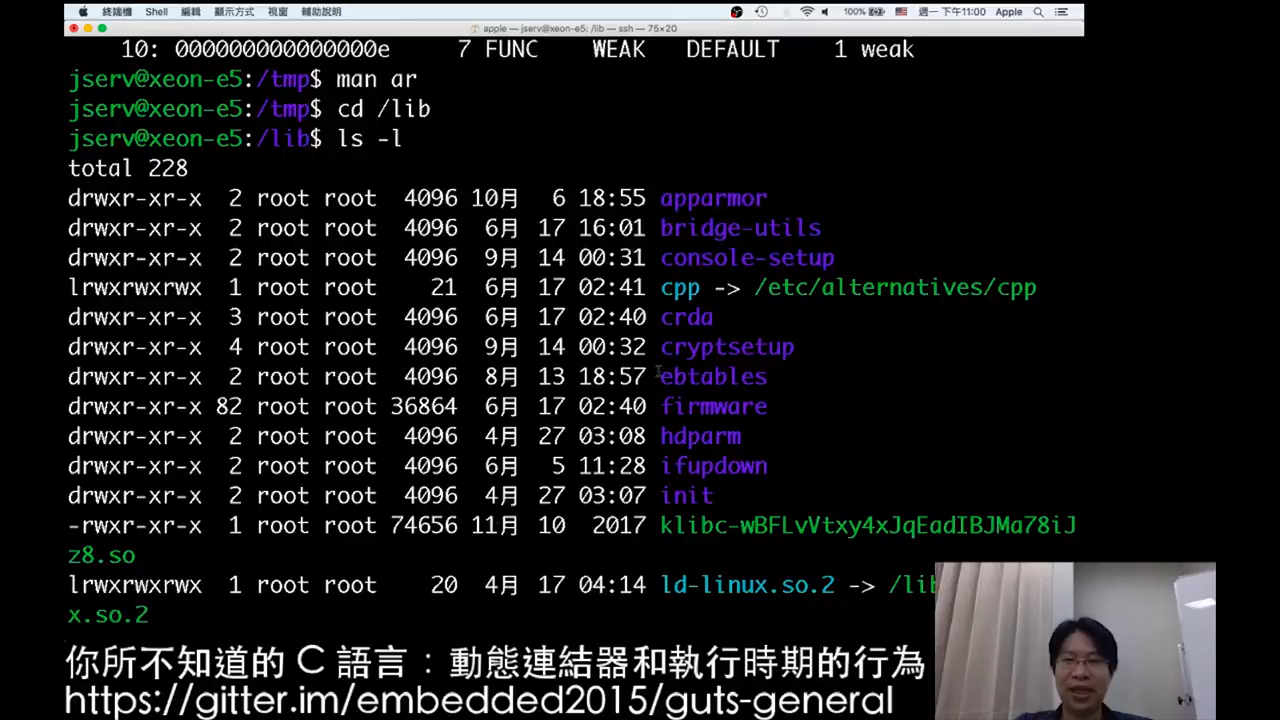 終端機 Shell 編輯 顯示方式 視窗 輔助說明 100% 週一下午11:00 Apple
apple — jserv@xeon-e5: /lib — ssh — 75×20
10: 000000000000000e 7 FUNC WEAK DEFAULT 1 weak
jserv@xeon-e5:/tmp$ man ar
jserv@xeon-e5:/tmp$ cd /lib
jserv@xeon-e5:/lib$ ls -l
total 228
drwxr-xr-x 2 root root 4096 10月 6 18:55 apparmor
drwxr-xr-x 2 root root 4096 6月 17 16:01 bridge-utils
drwxr-xr-x 2 root root 4096 9月 14 00:31 console-setup
lrwxrwxrwx 1 root root 21 6月 17 02:41 cpp -> /etc/alternatives/cpp
drwxr-xr-x 3 root root 4096 6月 17 02:40 crda
drwxr-xr-x 4 root root 4096 9月 14 00:32 cryptsetup
drwxr-xr-x 2 root root 4096 8月 13 18:57 ebtables
drwxr-xr-x 82 root root 36864 6月 17 02:40 firmware
drwxr-xr-x 2 root root 4096 4月 27 03:08 hdparm
drwxr-xr-x 2 root root 4096 6月 5 11:28 ifupdown
drwxr-xr-x 2 root root 4096 4月 27 03:07 init
-rwxr-xr-x 1 root root 74656 11月 10 2017 klibc-wBFLvVtxy4xJqEadIBJMa78iJ
z8.so
lrwxrwxrwx 1 root root 20 4月 17 04:14 ld-linux.so.2 -> /lib
x.so.2
你所不知道的 C 語言：動態連結器和執行時期的行為
https://gitter.im/embedded2015/guts-general